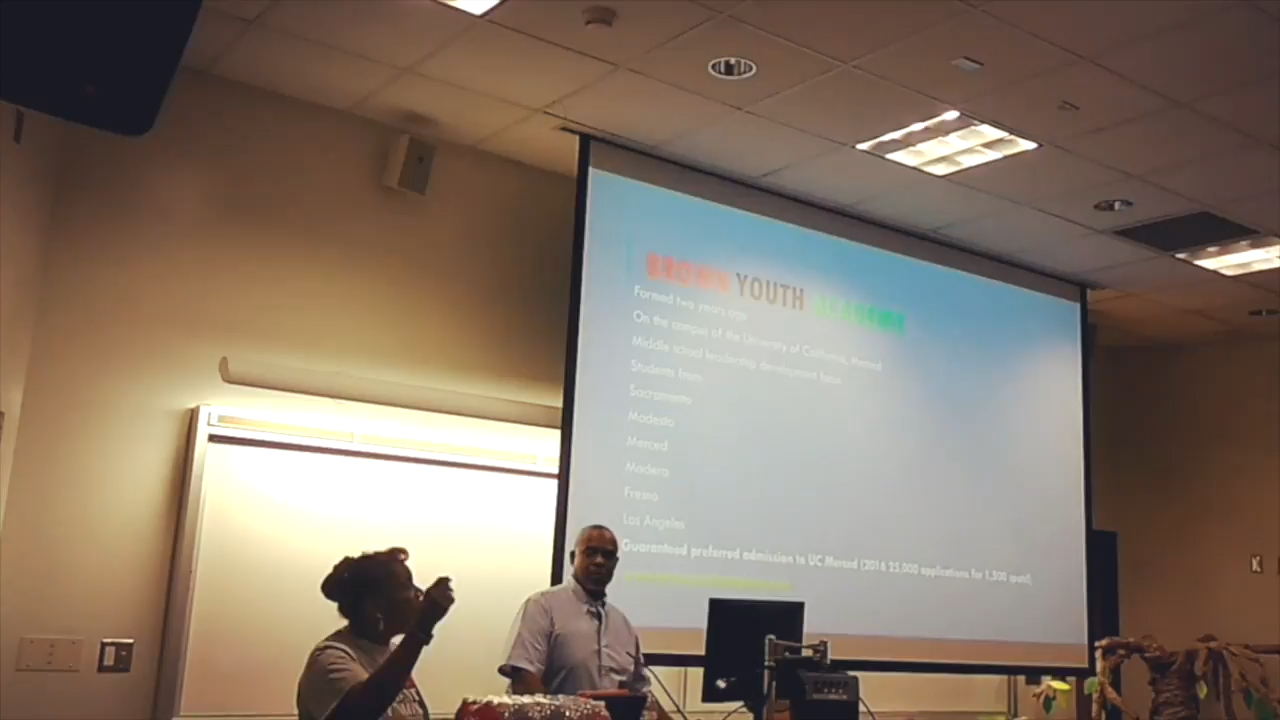 BROWN YOUTH ACADEMY
Formed two years ago
On the campus of the University of California, Merced
Middle school leadership development focus
Students from
Sacramento
Modesto
Merced
Madera
Fresno
Los Angeles
Guaranteed preferred admission to UC Merced (2016 25,000 applications for 1,500 spots!)